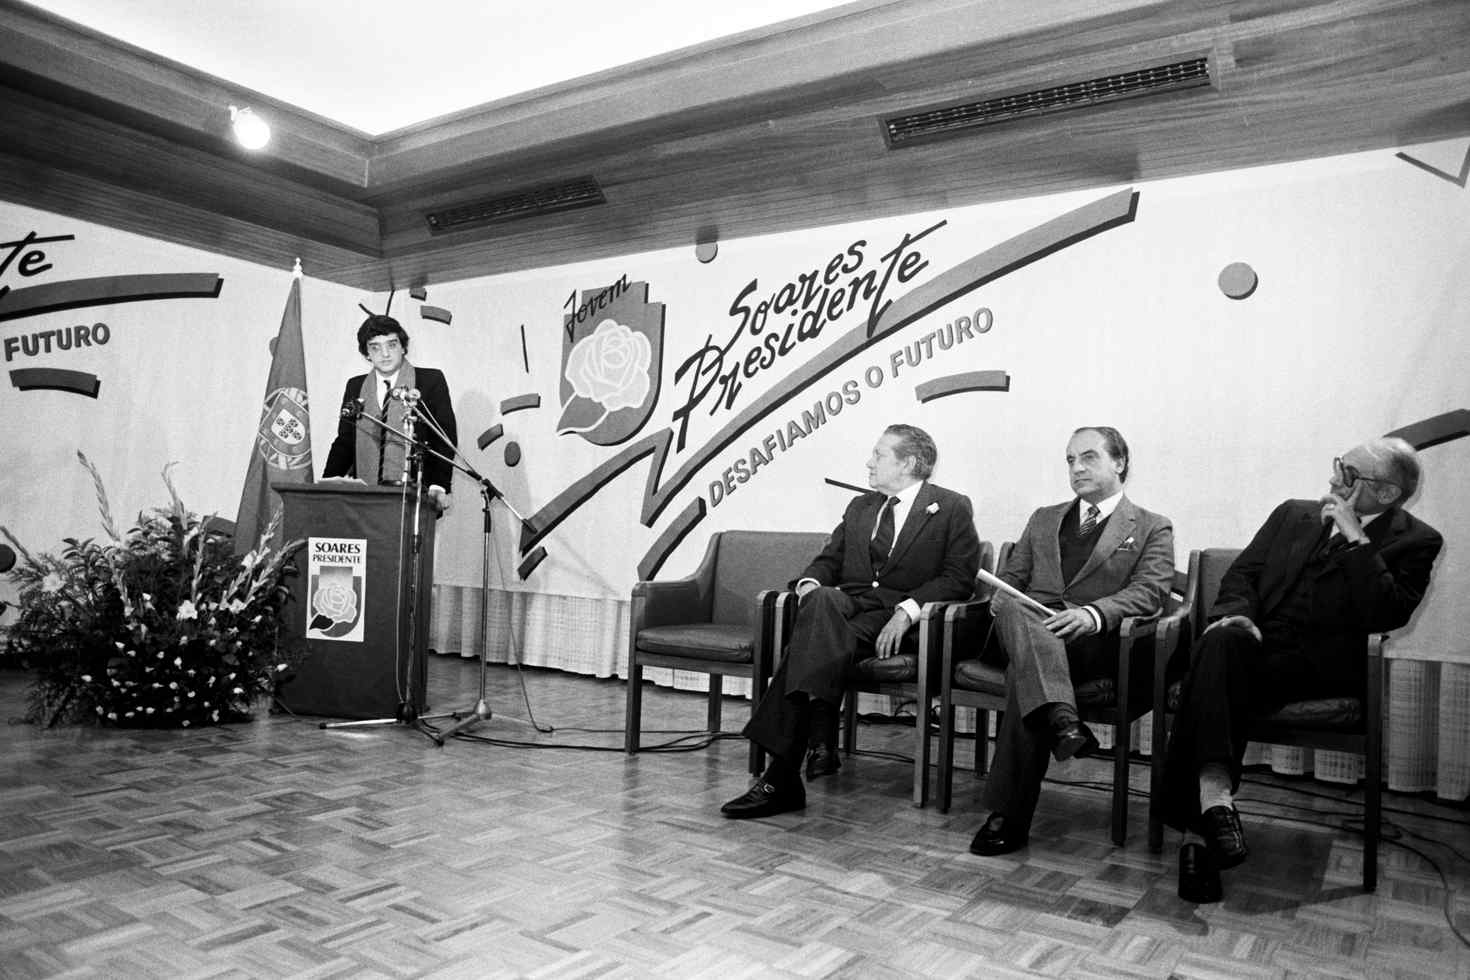 te
FUTURO
Jovem
Soares
Presidente
DESAFIAMOS O FUTURO
SOARES
PRESIDENTE